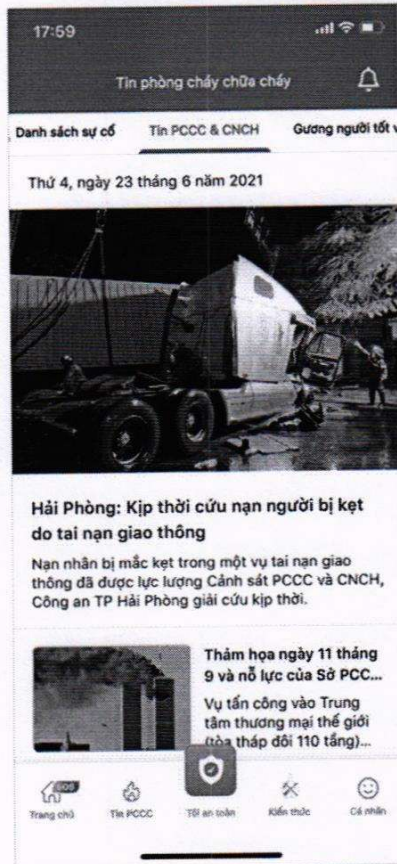 17:59
Tin phòng cháy chữa cháy
Danh sách sự cố Tin PCCC & CNCH Gương người tốt v
Thứ 4, ngày 23 tháng 6 năm 2021
Hải Phòng: Kịp thời cứu nạn người bị kẹt
do tai nạn giao thông
Nạn nhân bị mắc kẹt trong một vụ tai nạn giao
thông đã được lực lượng Cảnh sát PCCC và CNCH,
Công an TP Hải Phòng giải cứu kịp thời.
Thảm họa ngày 11 tháng
9 và nỗ lực của Sở PCC...
Vụ tấn công vào Trung
tâm thương mại thế giới
(tòa tháp đôi 110 tầng)...
SOS
Trang chủ Tin PCCC Tôi an toàn Kiến thức Cá nhân